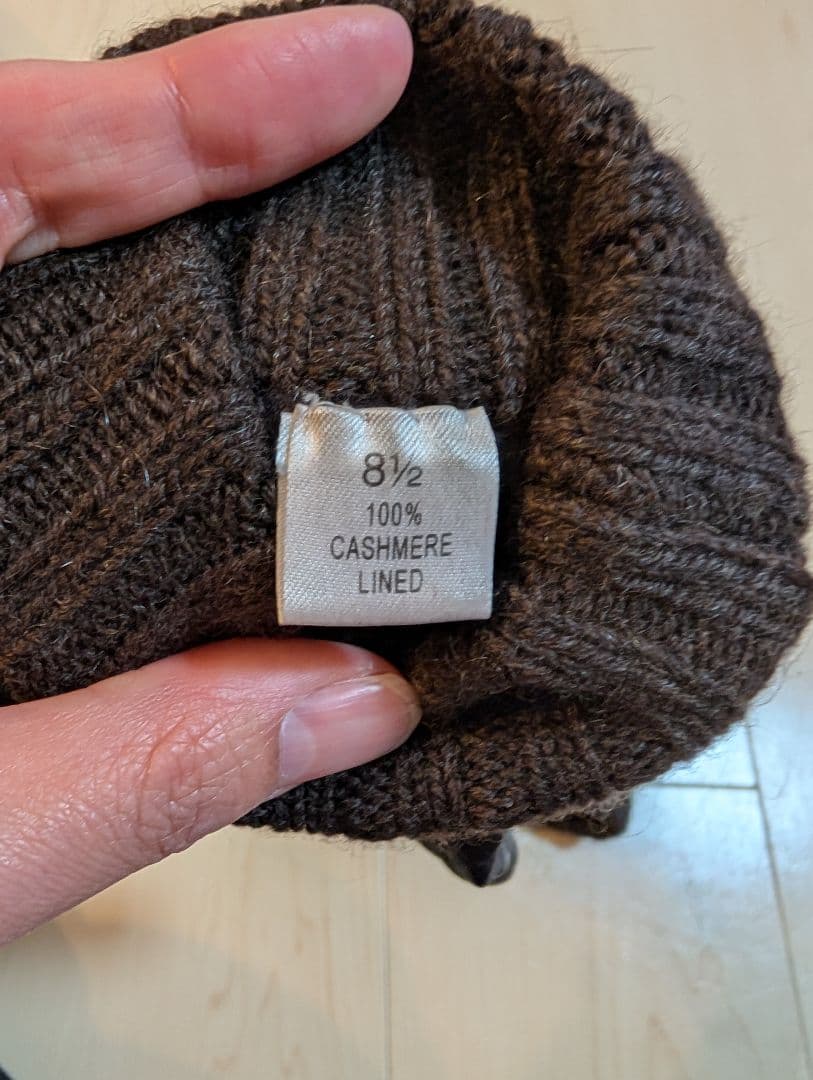 8½
100%
CASHMERE
LINED